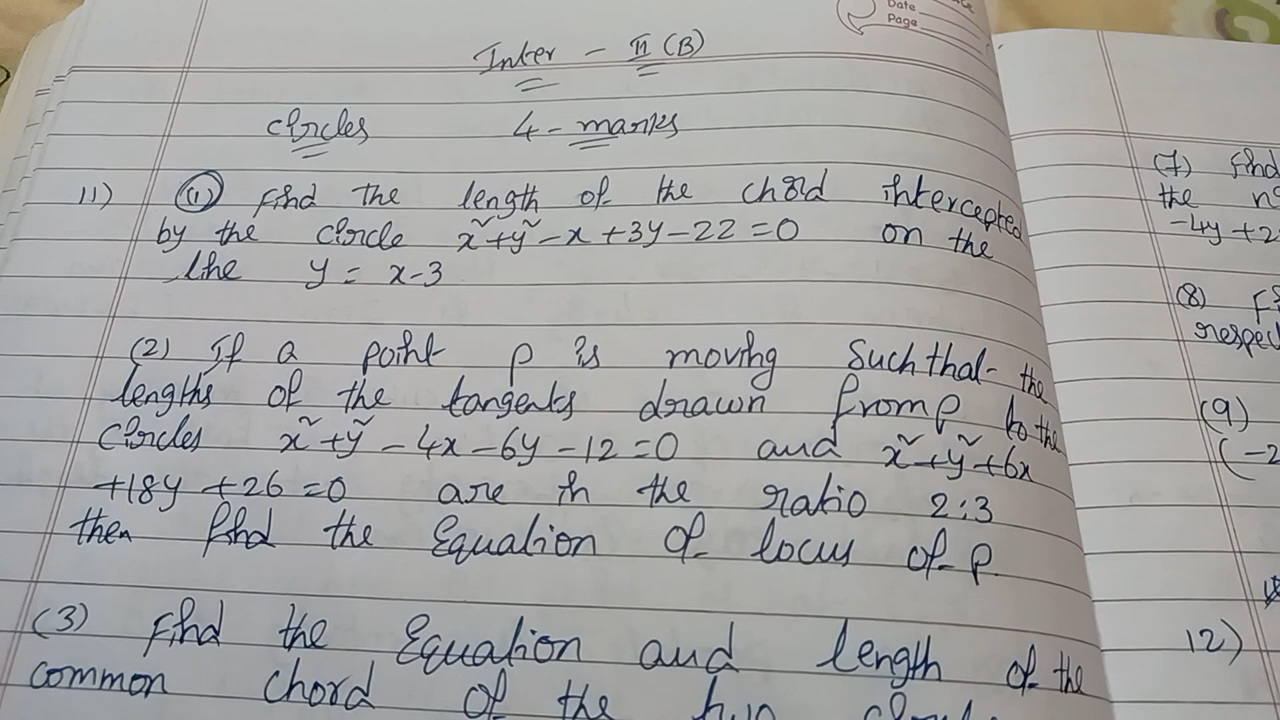 Date
Page
Inter - II (B)
circles 4-marks
11) (1) Find the length of the chord intercepted
by the circle x²+y²-x+3y-22=0 on the
line y = x-3
(2) If a point P is moving Such that the
lengths of the tangents drawn from P to the
circles x²+y²-4x-6y-12=0 and x²+y²+6x
+18y+26=0 are in the ratio 2:3
then find the Equation of locus of P
(3) Find the Equation and length of the
common chord of the two
(7) Find
the
-4y+2
(8)
respec
(9)
(-2
12)